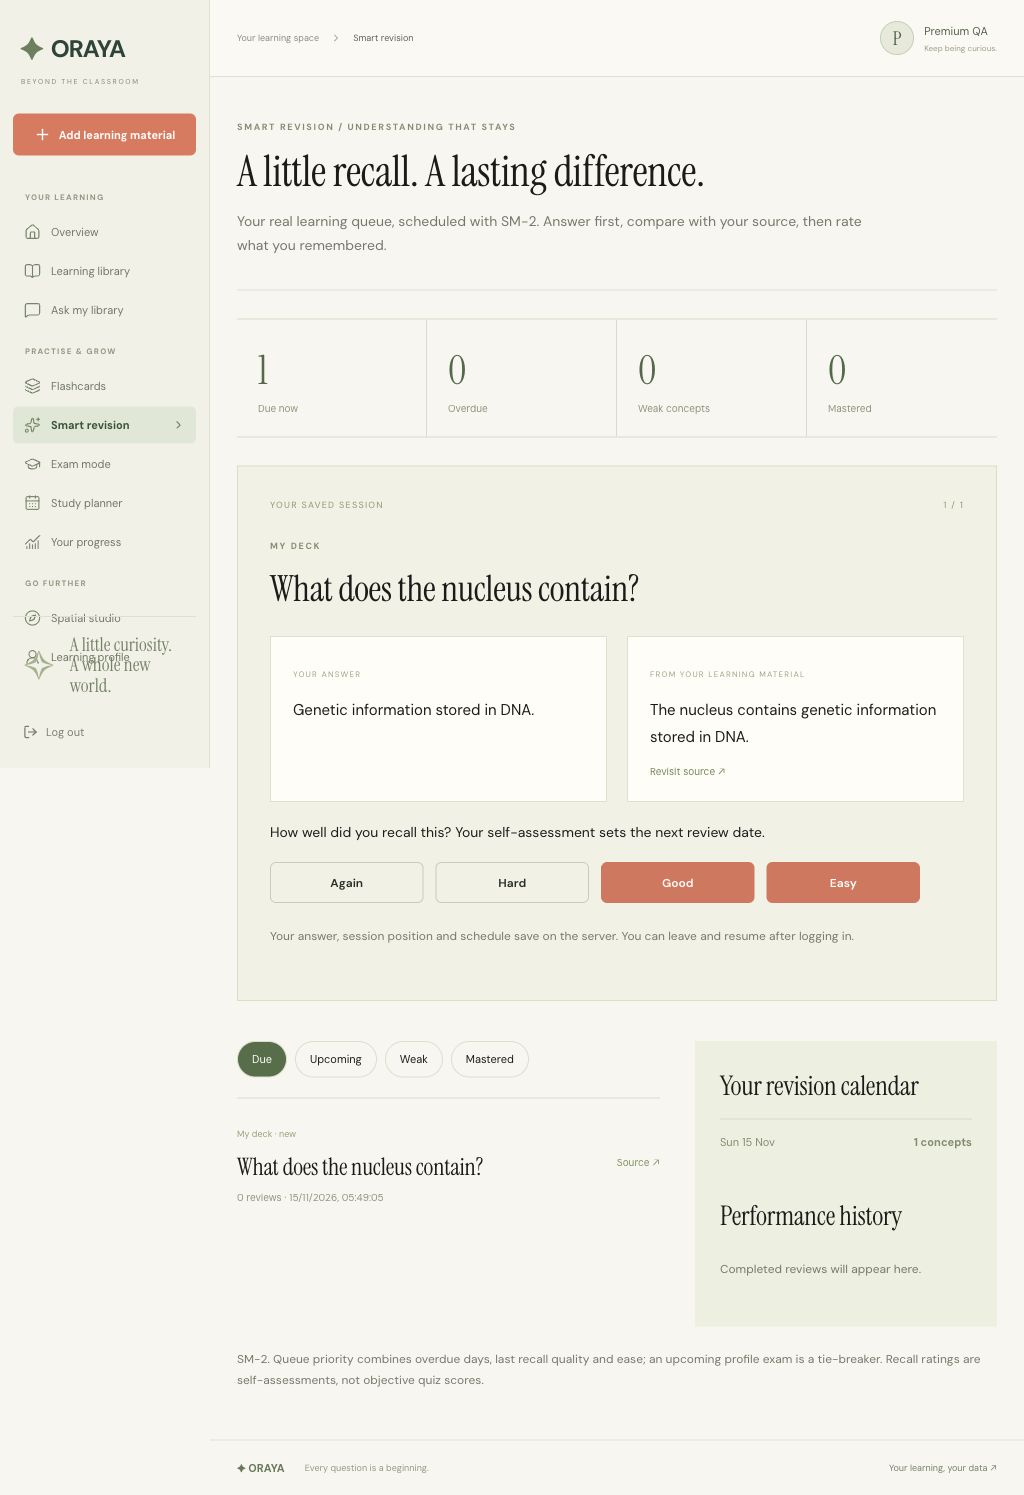 ORAYA
BEYOND THE CLASSROOM
Add learning material
YOUR LEARNING
Overview
Learning library
Ask my library
PRACTISE & GROW
Flashcards
Smart revision
Exam mode
Study planner
Your progress
GO FURTHER
Spatial studio
Learning profile
A little curiosity.
A whole new
world.
Log out
Your learning space
Smart revision
P
Premium QA
Keep being curious.
SMART REVISION / UNDERSTANDING THAT STAYS
A little recall. A lasting difference.
Your real learning queue, scheduled with SM-2. Answer first, compare with your source, then rate
what you remembered.
1
Due now
0
Overdue
0
Weak concepts
0
Mastered
YOUR SAVED SESSION
1 / 1
MY DECK
What does the nucleus contain?
YOUR ANSWER
Genetic information stored in DNA.
FROM YOUR LEARNING MATERIAL
The nucleus contains genetic information
stored in DNA.
Revisit source ↗
How well did you recall this? Your self-assessment sets the next review date.
Again
Hard
Good
Easy
Your answer, session position and schedule save on the server. You can leave and resume after logging in.
Due
Upcoming
Weak
Mastered
My deck · new
What does the nucleus contain?
Source ↗
0 reviews · 15/11/2026, 05:49:05
Your revision calendar
Sun 15 Nov
1 concepts
Performance history
Completed reviews will appear here.
SM-2. Queue priority combines overdue days, last recall quality and ease; an upcoming profile exam is a tie-breaker. Recall ratings are
self-assessments, not objective quiz scores.
ORAYA
Every question is a beginning.
Your learning, your data ↗